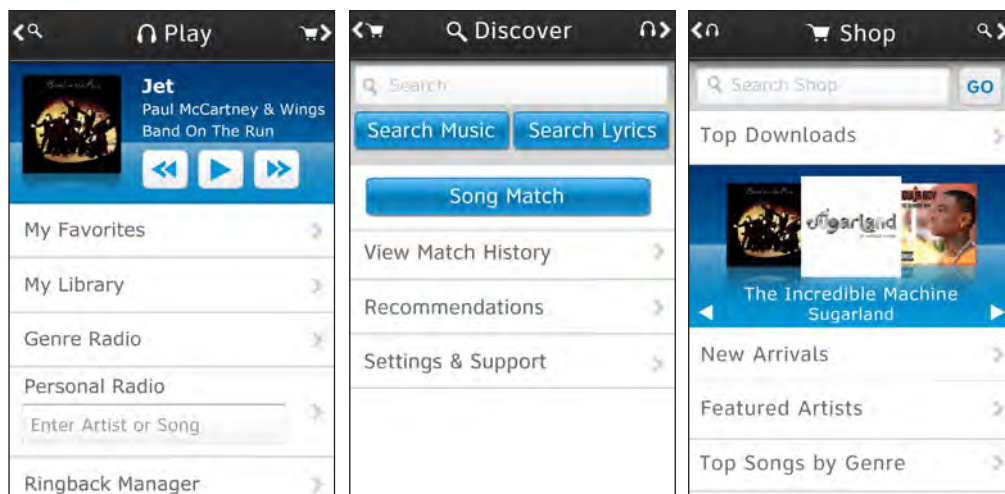 Play
Jet
Paul McCartney & Wings
Band On The Run
My Favorites
My Library
Genre Radio
Personal Radio
Enter Artist or Song
Ringback Manager
Discover
Search
Search Music
Search Lyrics
Song Match
View Match History
Recommendations
Settings & Support
Shop
Search Shop
GO
Top Downloads
Sugarland
The Incredible Machine
Sugarland
New Arrivals
Featured Artists
Top Songs by Genre